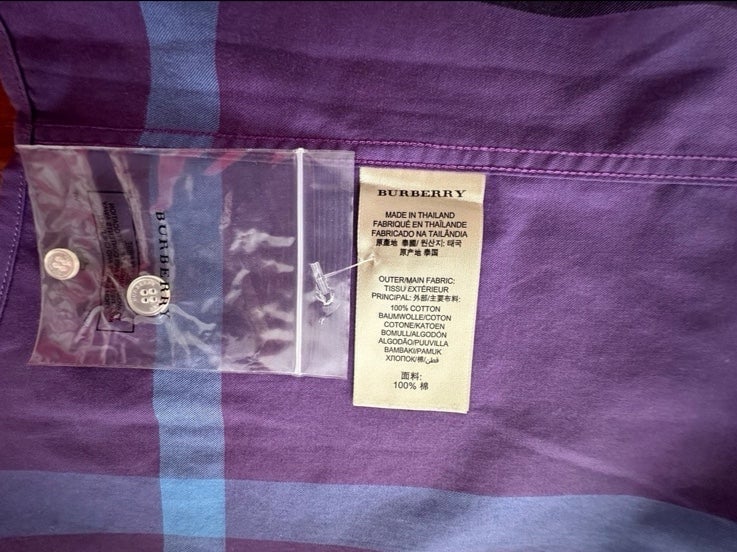 BURBERRY
MADE IN THAILAND
FABRIQUÉ EN THAÏLANDE
FABRICADO NA TAILÂNDIA
原產地 泰國/ 원산지: 태국
原产地 泰国
OUTER/MAIN FABRIC:
TISSU EXTÉRIEUR
PRINCIPAL: 外部/主要布料:
100% COTTON
BAUMWOLLE/COTON
COTONE/KATOEN
BOMULL/ALGODÓN
ALGODÃO/PUUVILLA
BAMBAKI/PAMUK
ХЛОПОК/棉/قطن
面料:
100% 棉
BURBERRY